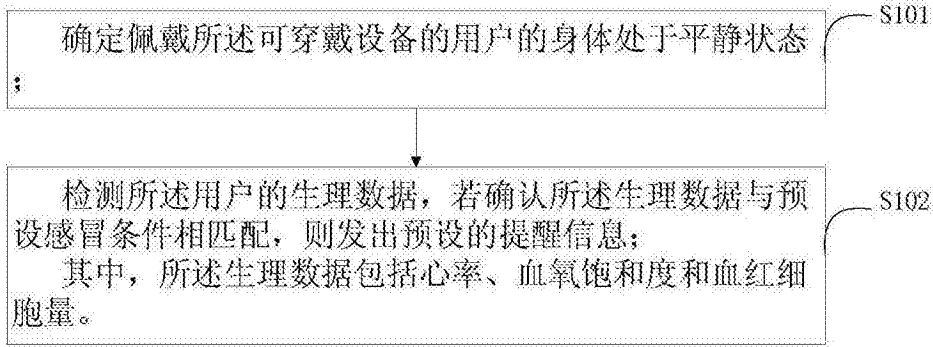 确定佩戴所述可穿戴设备的用户的身体处于平静状态
;
S101
检测所述用户的生理数据，若确认所述生理数据与预
设感冒条件相匹配，则发出预设的提醒信息；
其中，所述生理数据包括心率、血氧饱和度和血红细
胞量。
S102